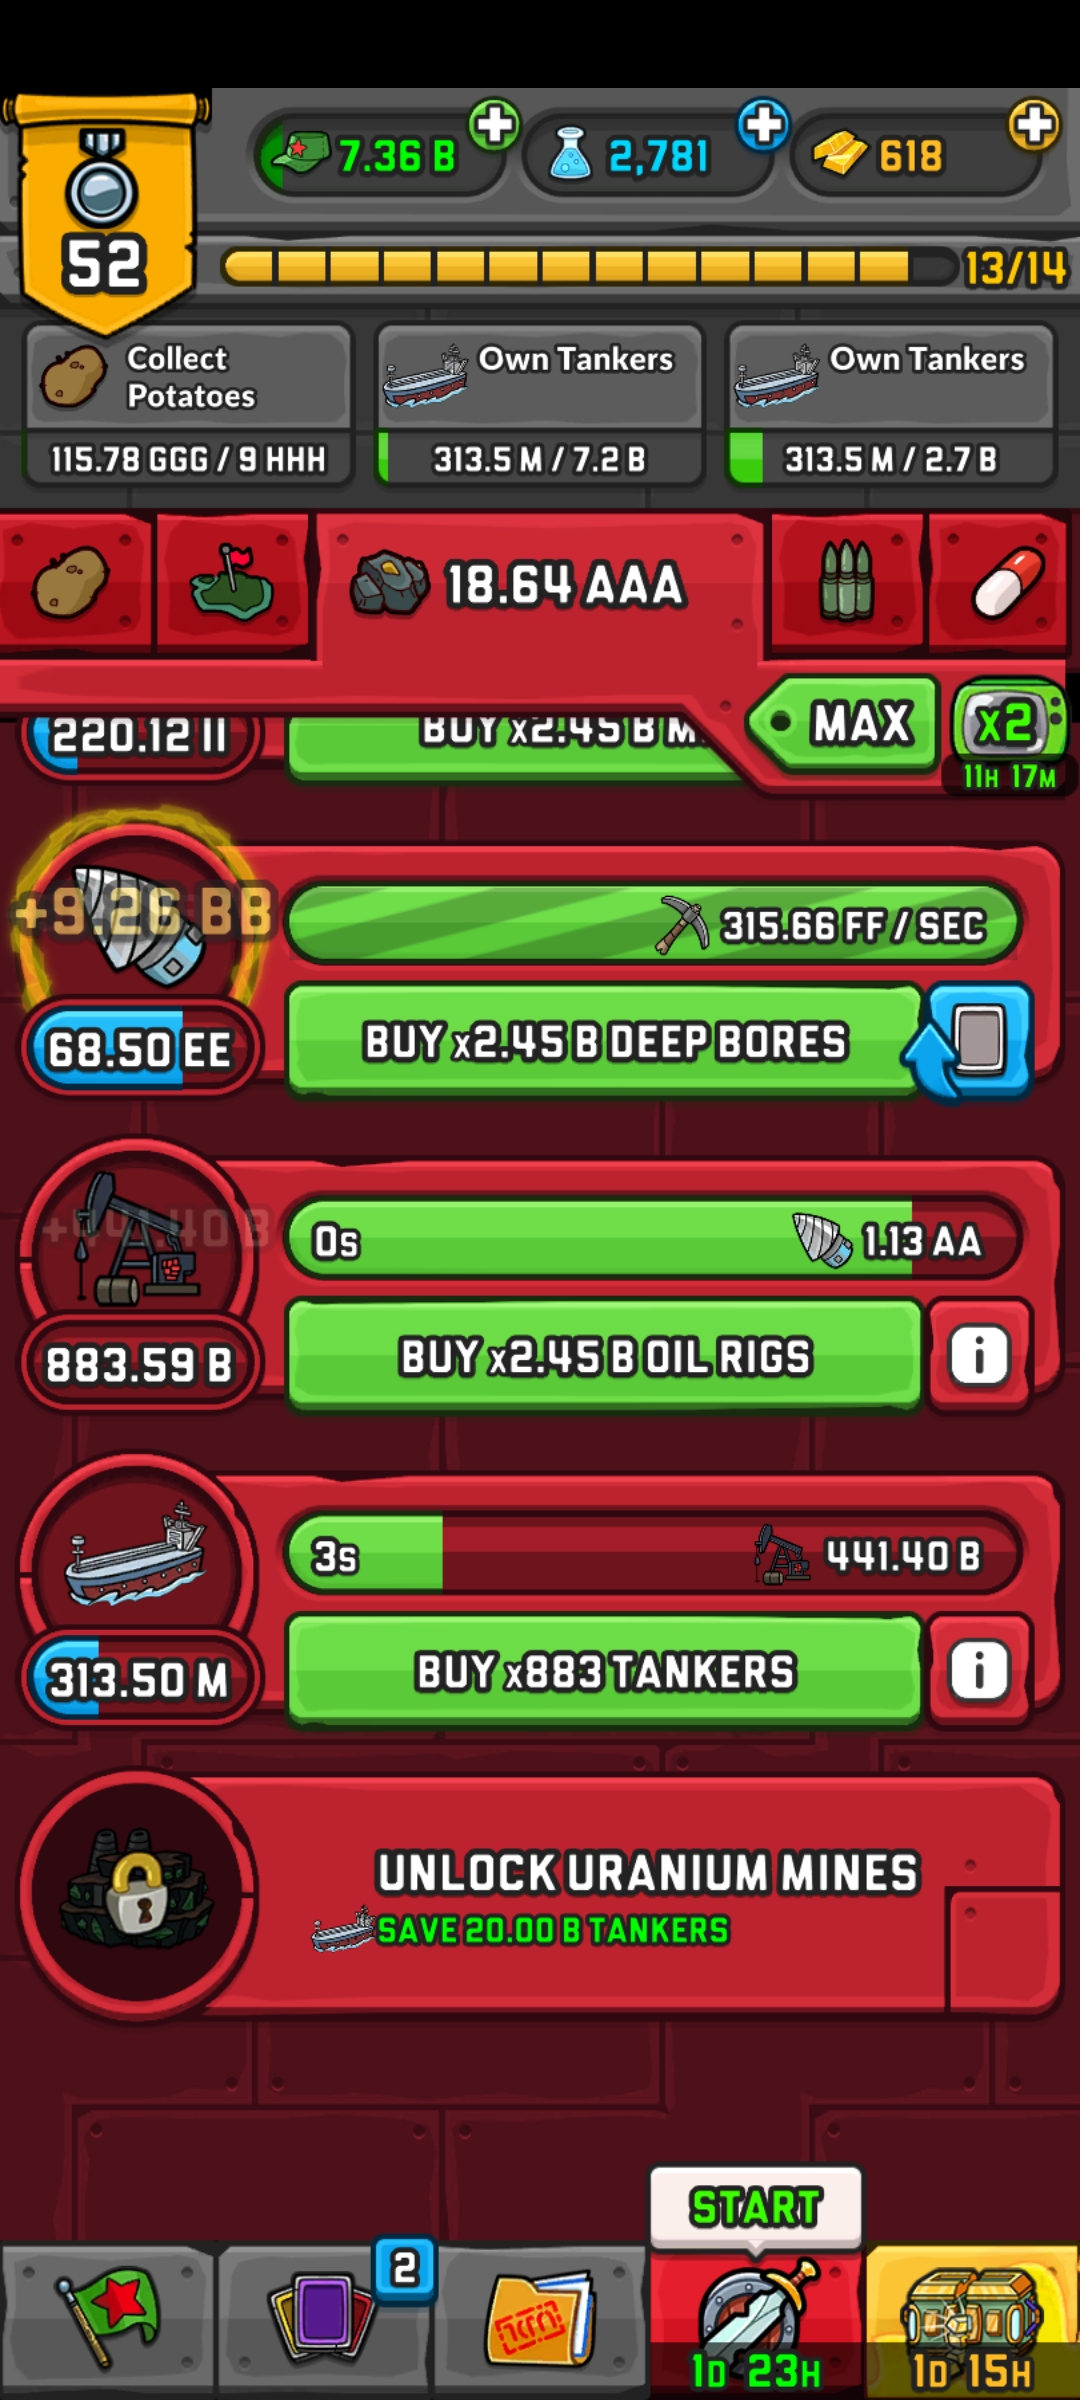 52
7.36 B
2,781
618
13/14
Collect
Potatoes
115.78 GGG / 9 HHH
Own Tankers
313.5 M / 7.2 B
Own Tankers
313.5 M / 2.7 B
18.64 AAA
MAX
x2
11H 17M
220.12 II
BUY x2.45 B M
+9.26 BB
315.66 FF / SEC
68.50 EE
BUY x2.45 B DEEP BORES
+441.40 B
0s
1.13 AA
883.59 B
BUY x2.45 B OIL RIGS
i
3s
441.40 B
313.50 M
BUY x883 TANKERS
i
UNLOCK URANIUM MINES
SAVE 20.00 B TANKERS
START
2
1D 23H
1D 15H